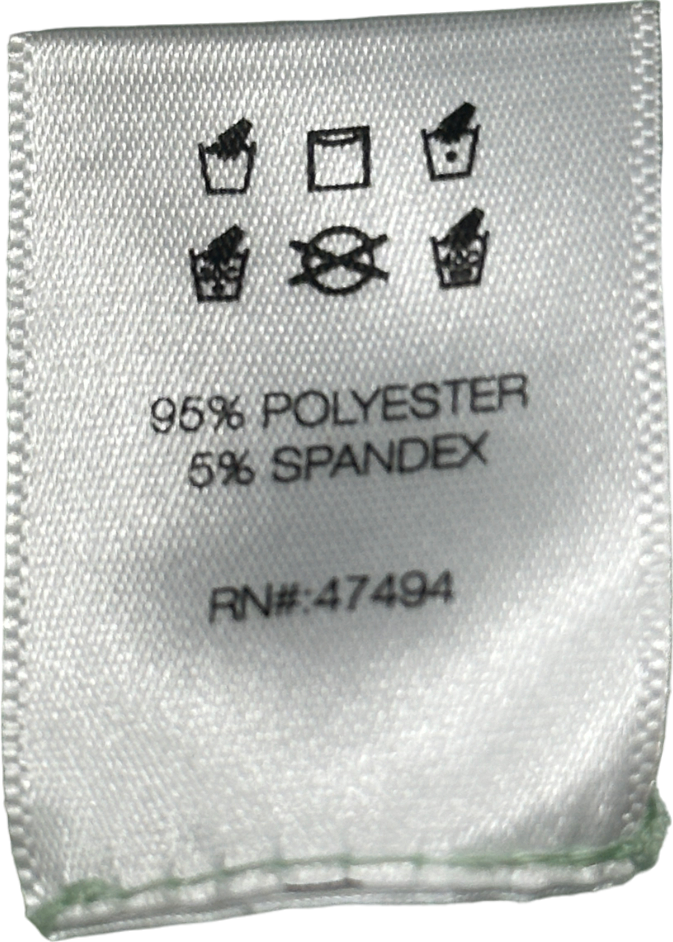 95% POLYESTER
5% SPANDEX
RN#:47494